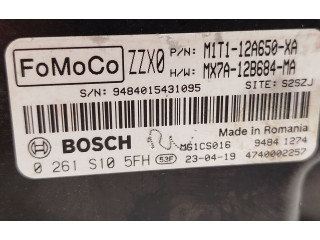 FoMoCo ZZX0 P/N: M1T1-12A650-XA
H/W: MX7A-12B684-MA
S/N: 9484015431095 SITE: S2SZJ
BOSCH MG1CS016 Made in Romania
9484 1274
0 261 S10 5FH 53F 23-04-19 4740002257